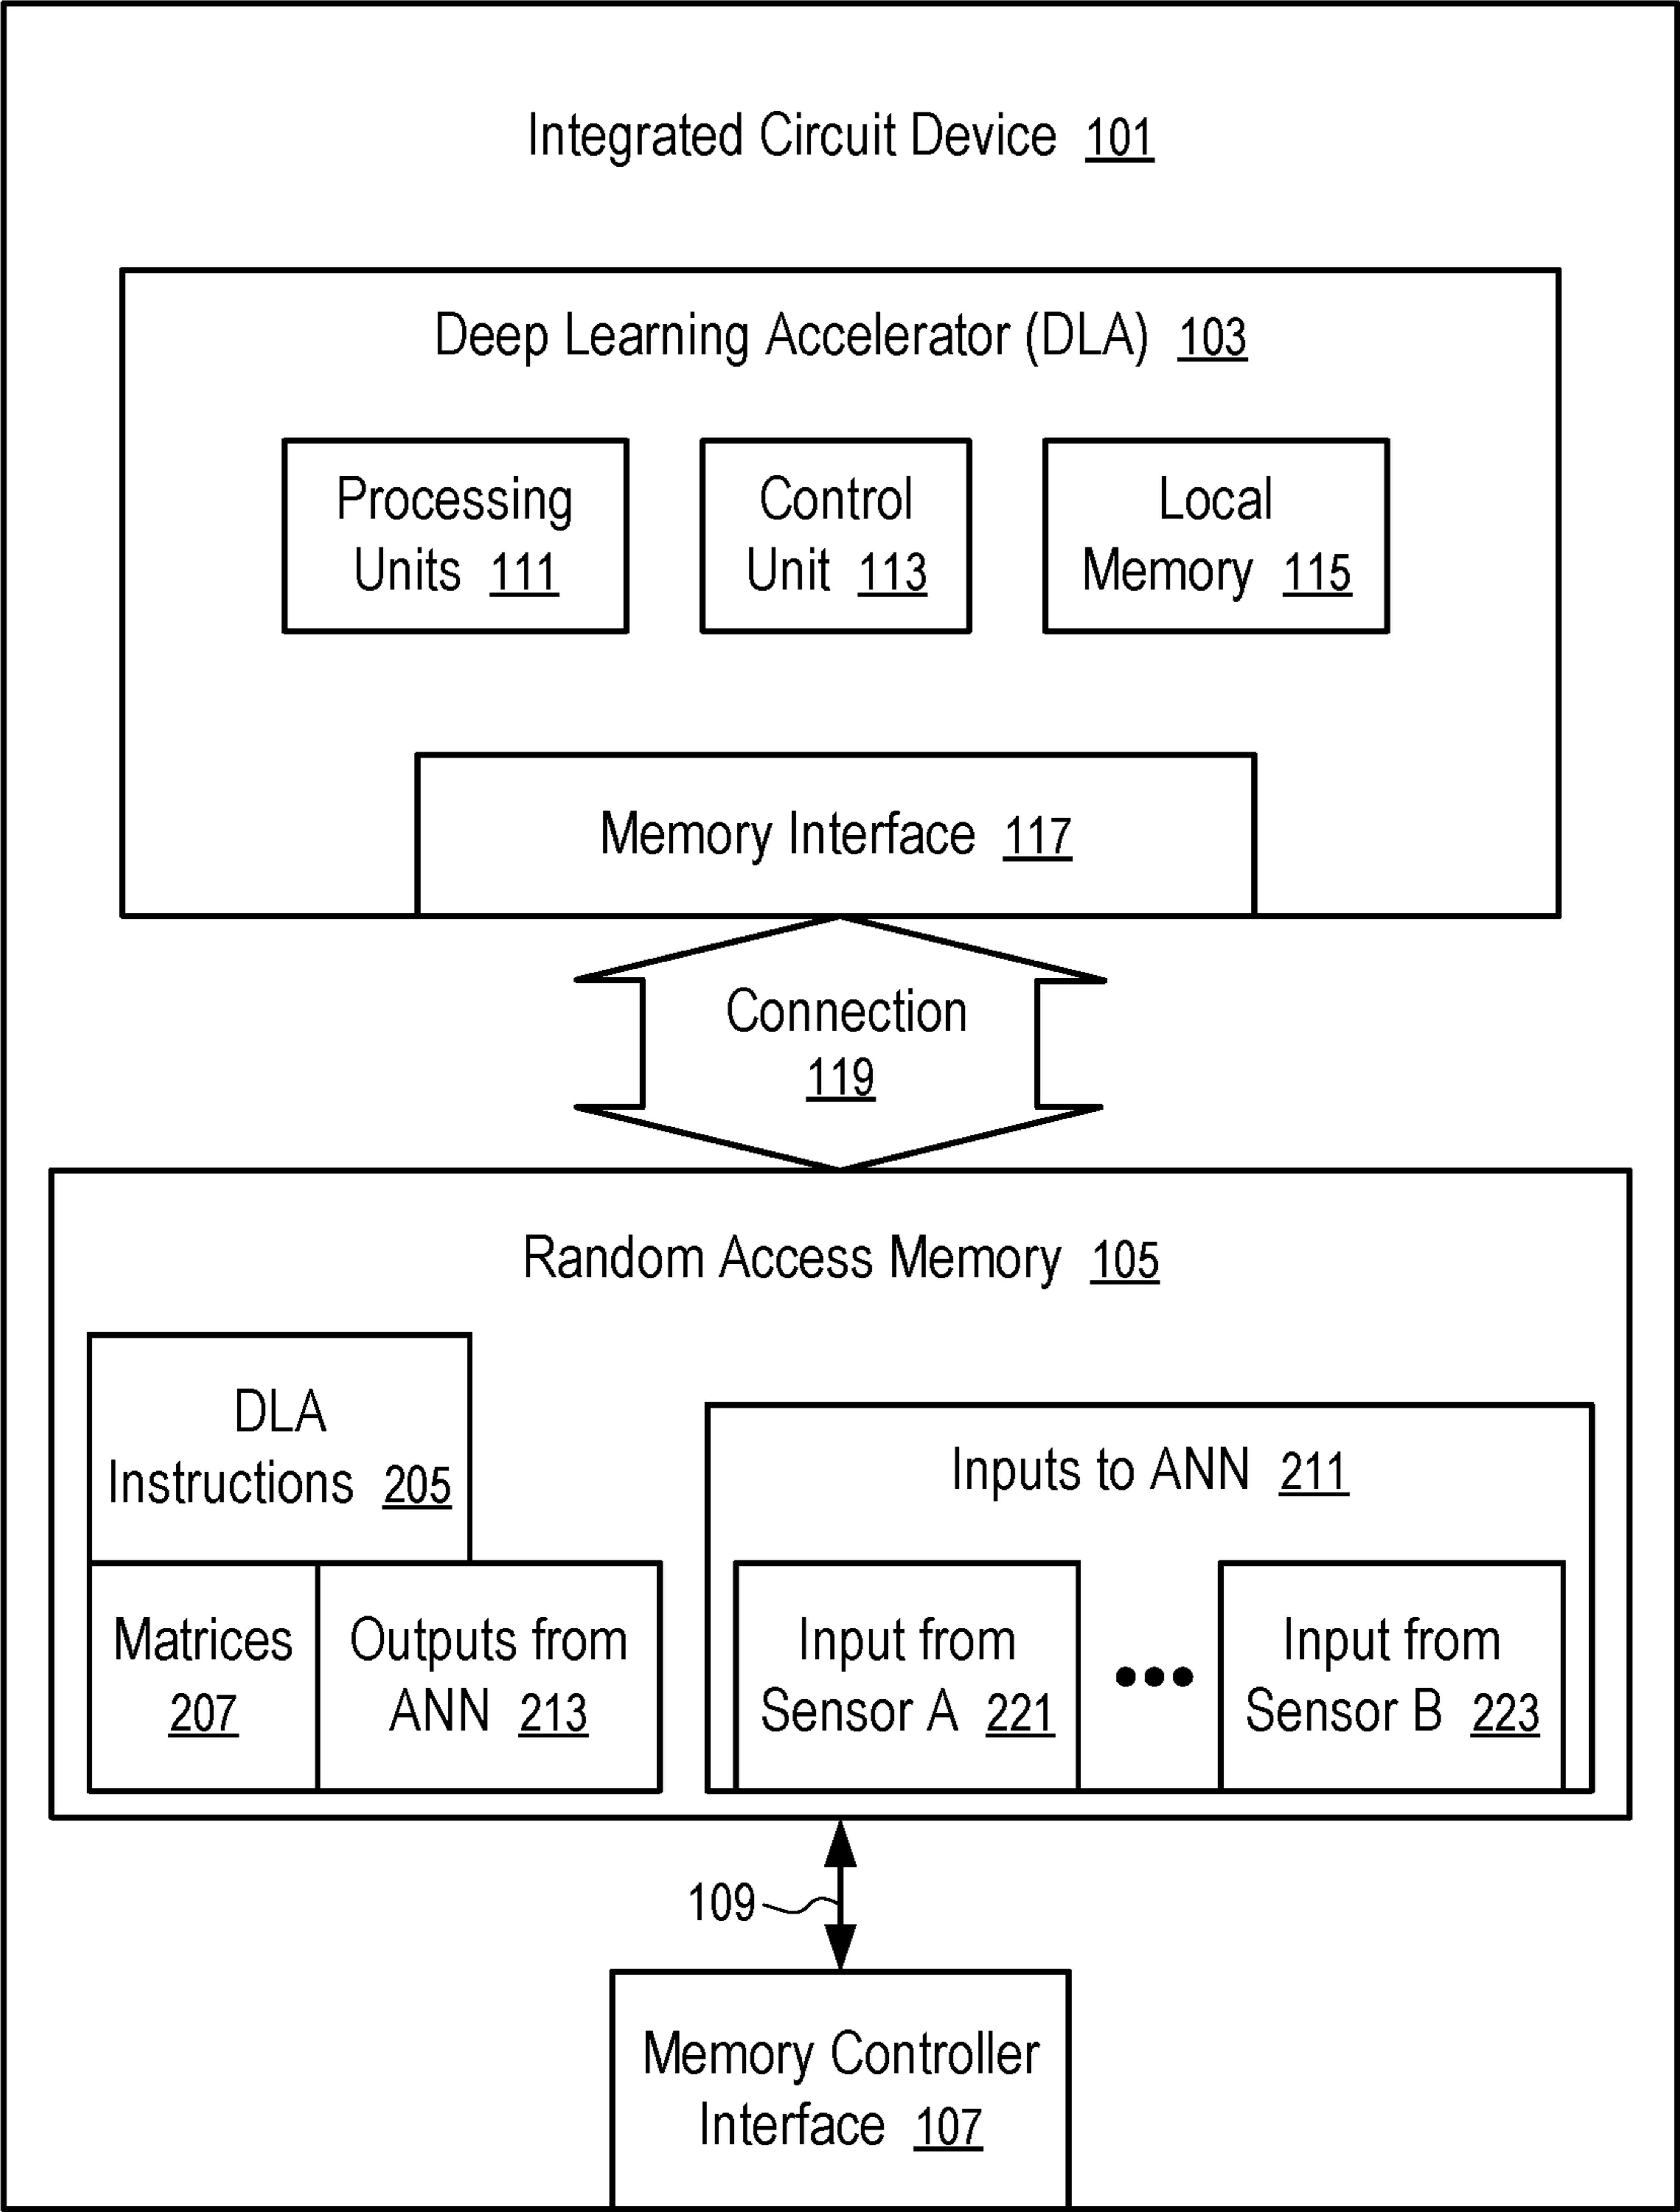 Integrated Circuit Device 101
Deep Learning Accelerator (DLA) 103
Processing
Units 111
Control
Unit 113
Local
Memory 115
Memory Interface 117
Connection
119
Random Access Memory 105
DLA
Instructions 205
Matrices
207
Outputs from
ANN 213
Inputs to ANN 211
Input from
Sensor A 221
Input from
Sensor B 223
109
Memory Controller
Interface 107